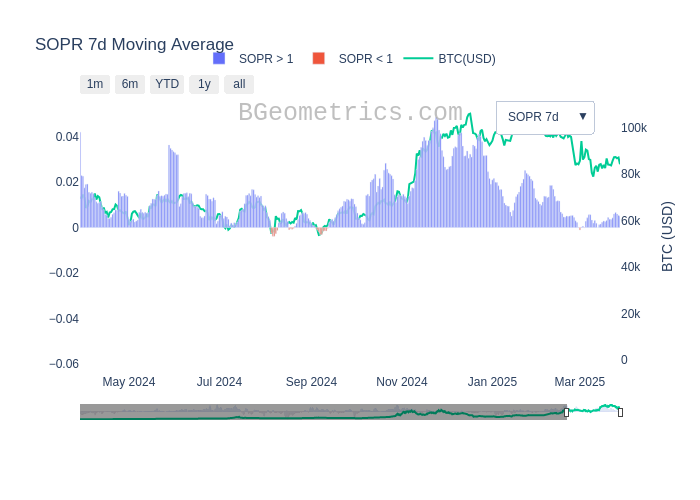 SOPR 7d Moving Average
SOPR > 1
SOPR < 1
BTC(USD)
1m
6m
YTD
1y
all
BGeometrics.com
SOPR 7d
▼
0.04
0.02
0
−0.02
−0.04
−0.06
100k
80k
60k
40k
20k
0
BTC (USD)
May 2024
Jul 2024
Sep 2024
Nov 2024
Jan 2025
Mar 2025